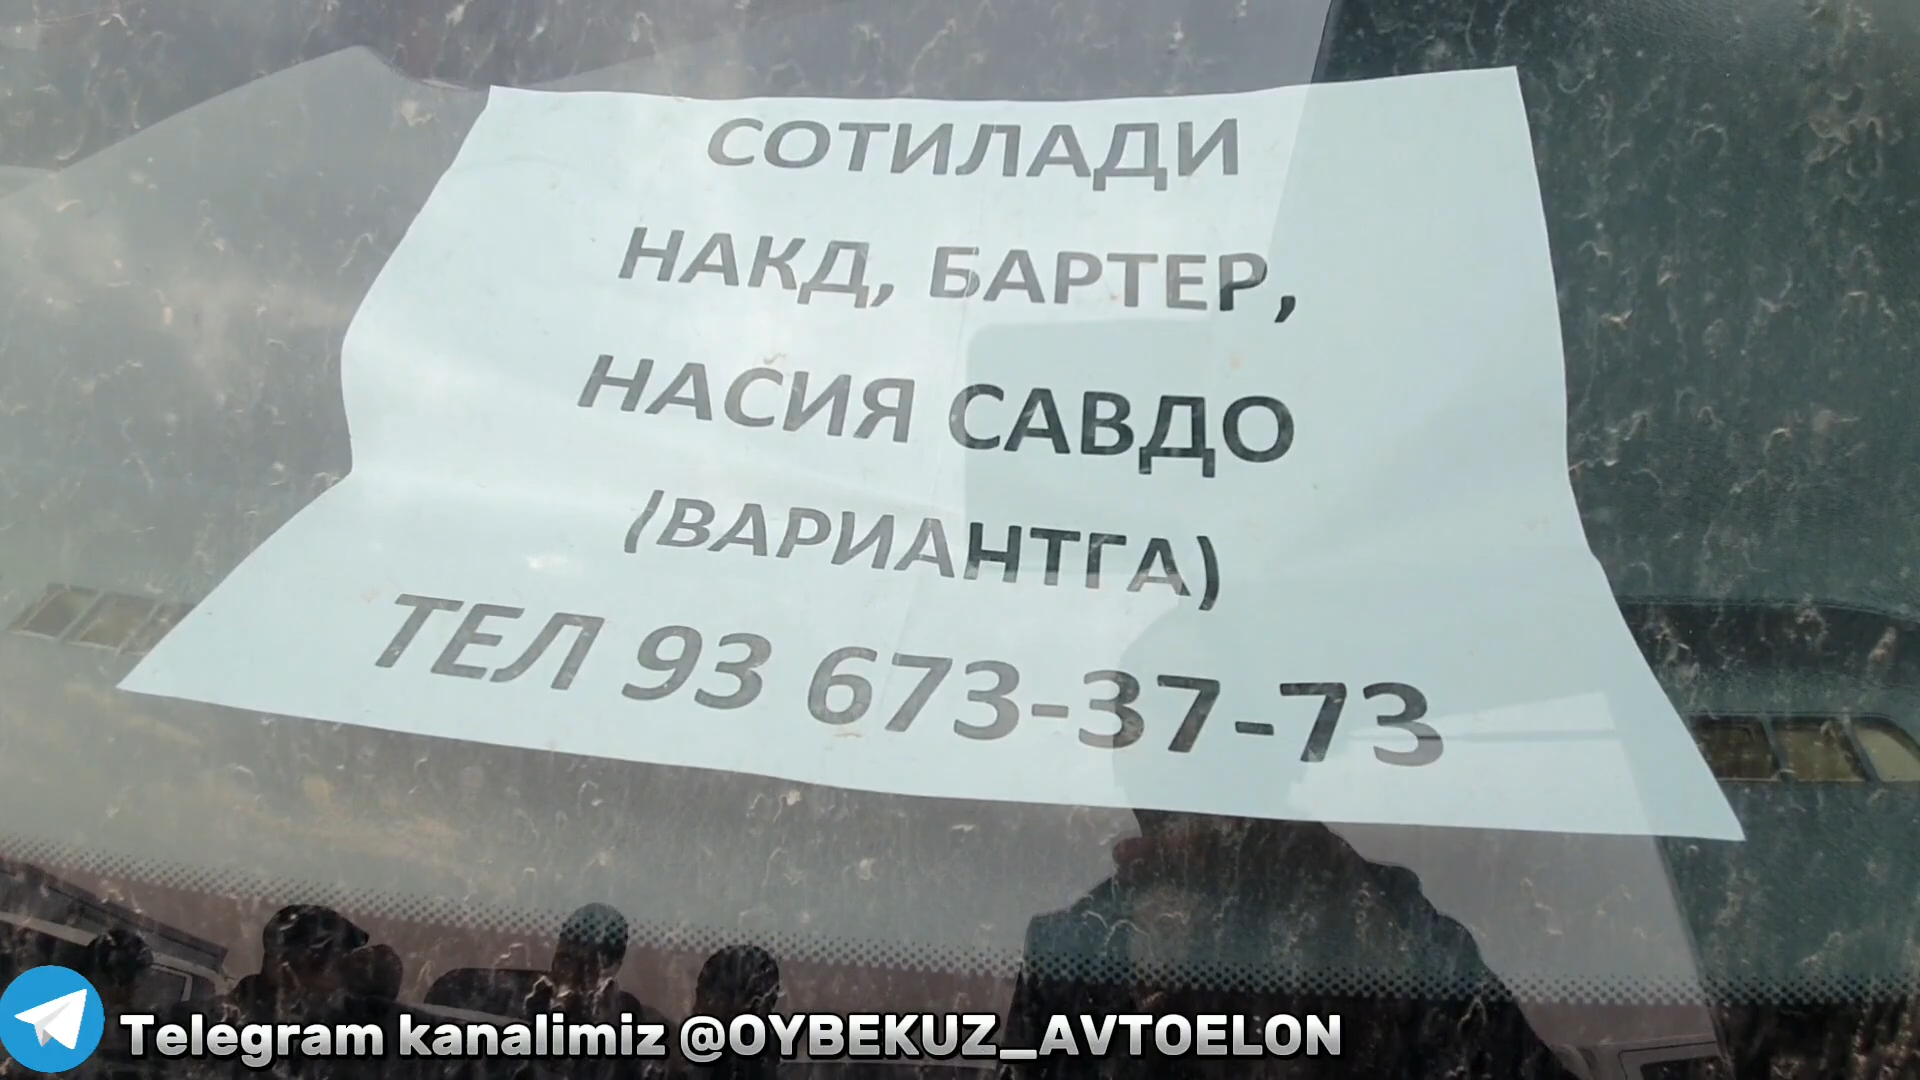 СОТИЛАДИ
НАКД, БАРТЕР,
НАСИЯ САВДО
(ВАРИАНТГА)
ТЕЛ 93 673-37-73
Telegram kanalimiz @OYBEKUZ_AVTOELON